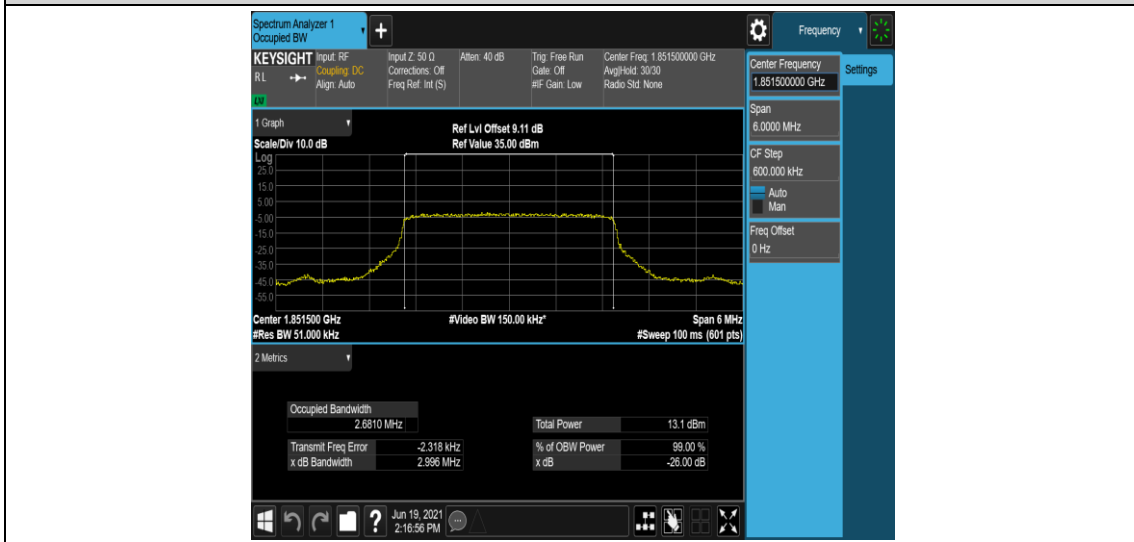 Spectrum Analyzer 1
Occupied BW
+
Frequency
KEYSIGHT
RL
LXI
Input: RF
Coupling: DC
Align: Auto
Input Z: 50 Ω
Corrections: Off
Freq Ref: Int (S)
Atten: 40 dB
Trig: Free Run
Gate: Off
#IF Gain: Low
Center Freq: 1.851500000 GHz
Avg|Hold: 30/30
Radio Std: None
Center Frequency
1.851500000 GHz
Settings
Span
6.0000 MHz
CF Step
600.000 kHz
Auto
Man
Freq Offset
0 Hz
1 Graph
Ref Lvl Offset 9.11 dB
Scale/Div 10.0 dB
Ref Value 35.00 dBm
Log
25.0
15.0
5.00
-5.00
-15.0
-25.0
-35.0
-45.0
-55.0
Center 1.851500 GHz
#Video BW 150.00 kHz*
Span 6 MHz
#Res BW 51.000 kHz
#Sweep 100 ms (601 pts)
2 Metrics
Occupied Bandwidth
2.6810 MHz
Total Power 13.1 dBm
Transmit Freq Error -2.318 kHz
% of OBW Power 99.00 %
x dB Bandwidth 2.996 MHz
x dB -26.00 dB
?
Jun 19, 2021
2:16:56 PM